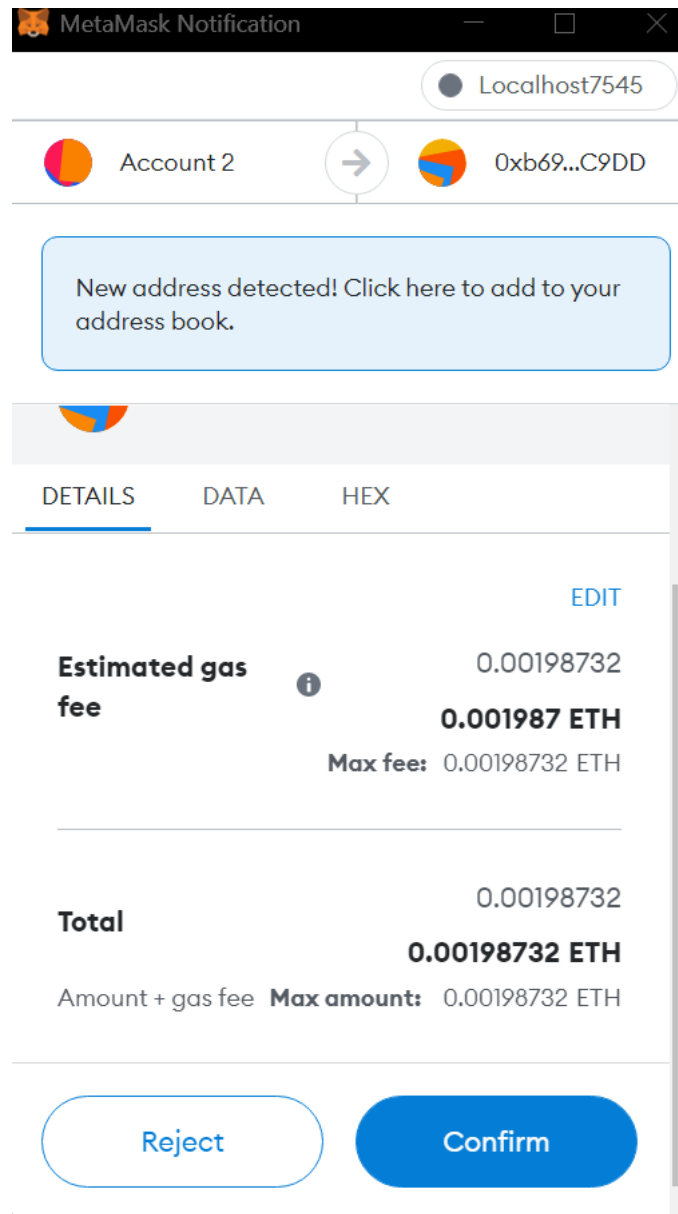 MetaMask Notification
Localhost7545
Account 2
0xb69...C9DD
New address detected! Click here to add to your
address book.
DETAILS DATA HEX
EDIT
Estimated gas
fee
0.00198732
0.001987 ETH
Max fee: 0.00198732 ETH
Total
0.00198732
0.00198732 ETH
Amount + gas fee Max amount: 0.00198732 ETH
Reject
Confirm